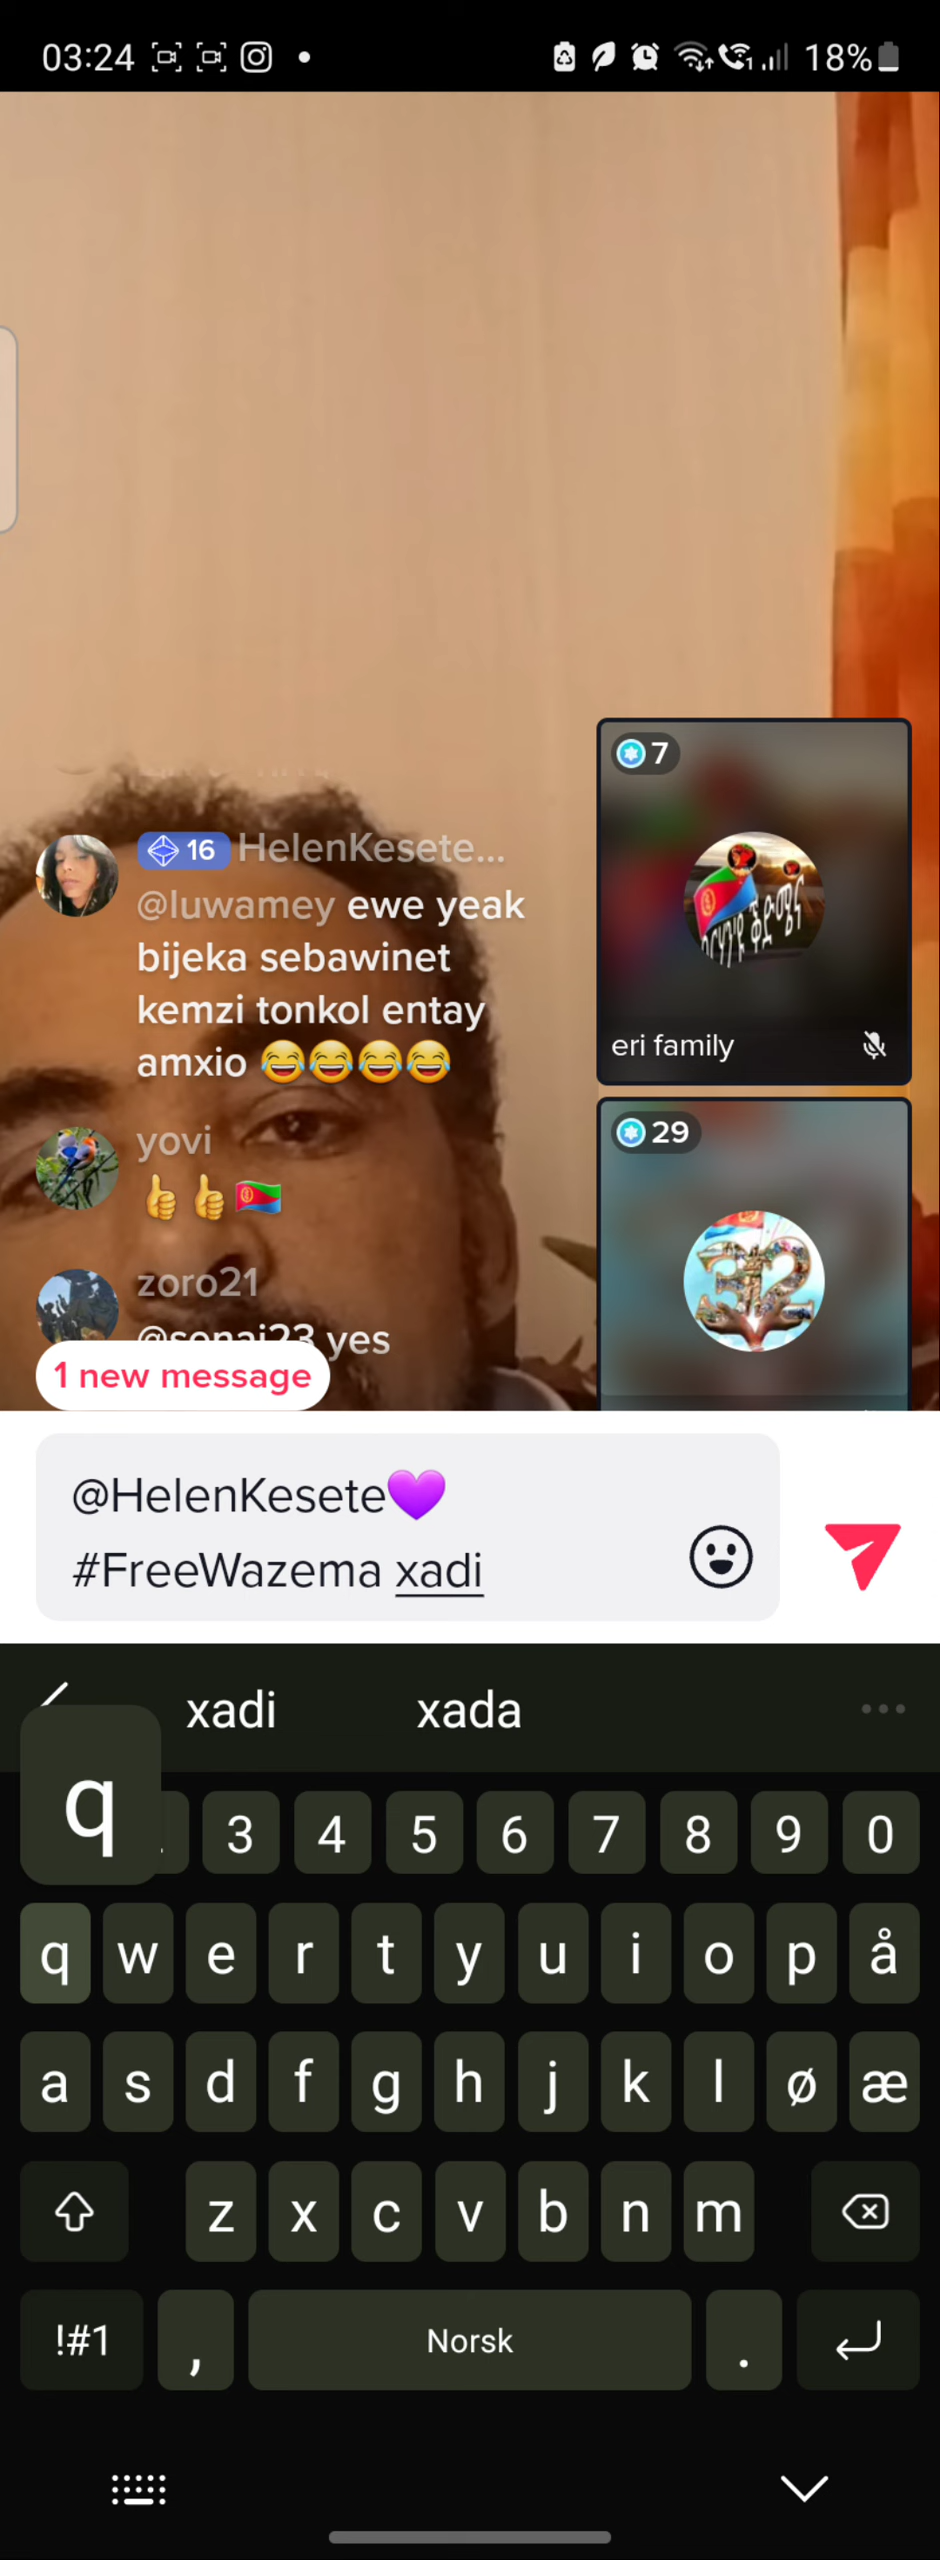 03:24
18%
7
16 HelenKesete...
@luwamey ewe yeak
bijeka sebawinet
kemzi tonkol entay
amxio 😂😂😂😂
eri family
29
yovi
👍👍🇪🇷
zoro21
yes
1 new message
32
@HelenKesete💜
#FreeWazema xadi
xadi xada
q
3 4 5 6 7 8 9 0
q w e r t y u i o p å
a s d f g h j k l ø æ
z x c v b n m
!#1 , Norsk .